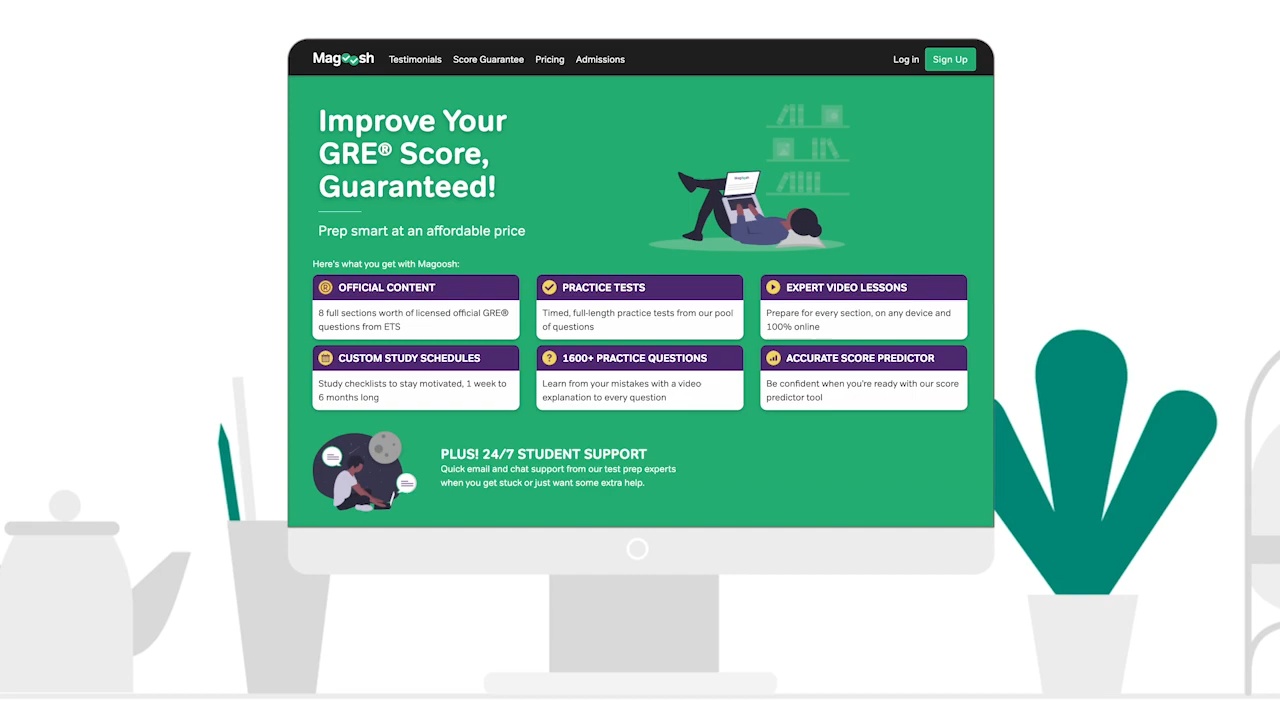 Magoosh Testimonials Score Guarantee Pricing Admissions Log in Sign Up
Improve Your
GRE® Score,
Guaranteed!
Prep smart at an affordable price
Here's what you get with Magoosh:
OFFICIAL CONTENT
8 full sections worth of licensed official GRE®
questions from ETS
PRACTICE TESTS
Timed, full-length practice tests from our pool
of questions
EXPERT VIDEO LESSONS
Prepare for every section, on any device and
100% online
CUSTOM STUDY SCHEDULES
Study checklists to stay motivated, 1 week to
6 months long
1600+ PRACTICE QUESTIONS
Learn from your mistakes with a video
explanation to every question
ACCURATE SCORE PREDICTOR
Be confident when you're ready with our score
predictor tool
PLUS! 24/7 STUDENT SUPPORT
Quick email and chat support from our test prep experts
when you get stuck or just want some extra help.